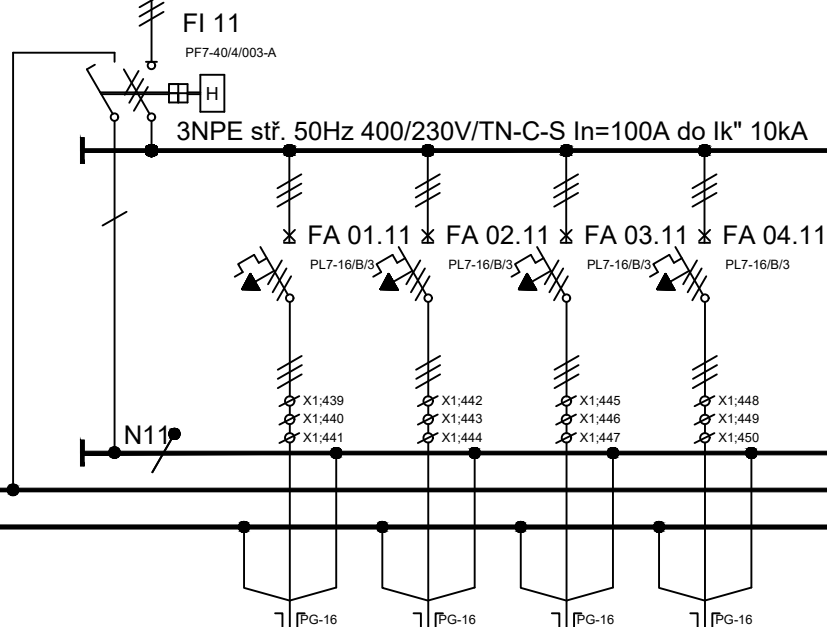 FI 11
PF7-40/4/003-A
H
3NPE stř. 50Hz 400/230V/TN-C-S In=100A do Ik" 10kA
FA 01.11 FA 02.11 FA 03.11 FA 04.11
PL7-16/B/3 PL7-16/B/3 PL7-16/B/3 PL7-16/B/3
X1;439 X1;442 X1;445 X1;448
X1;440 X1;443 X1;446 X1;449
X1;441 X1;444 X1;447 X1;450
N11
PG-16 PG-16 PG-16 PG-16